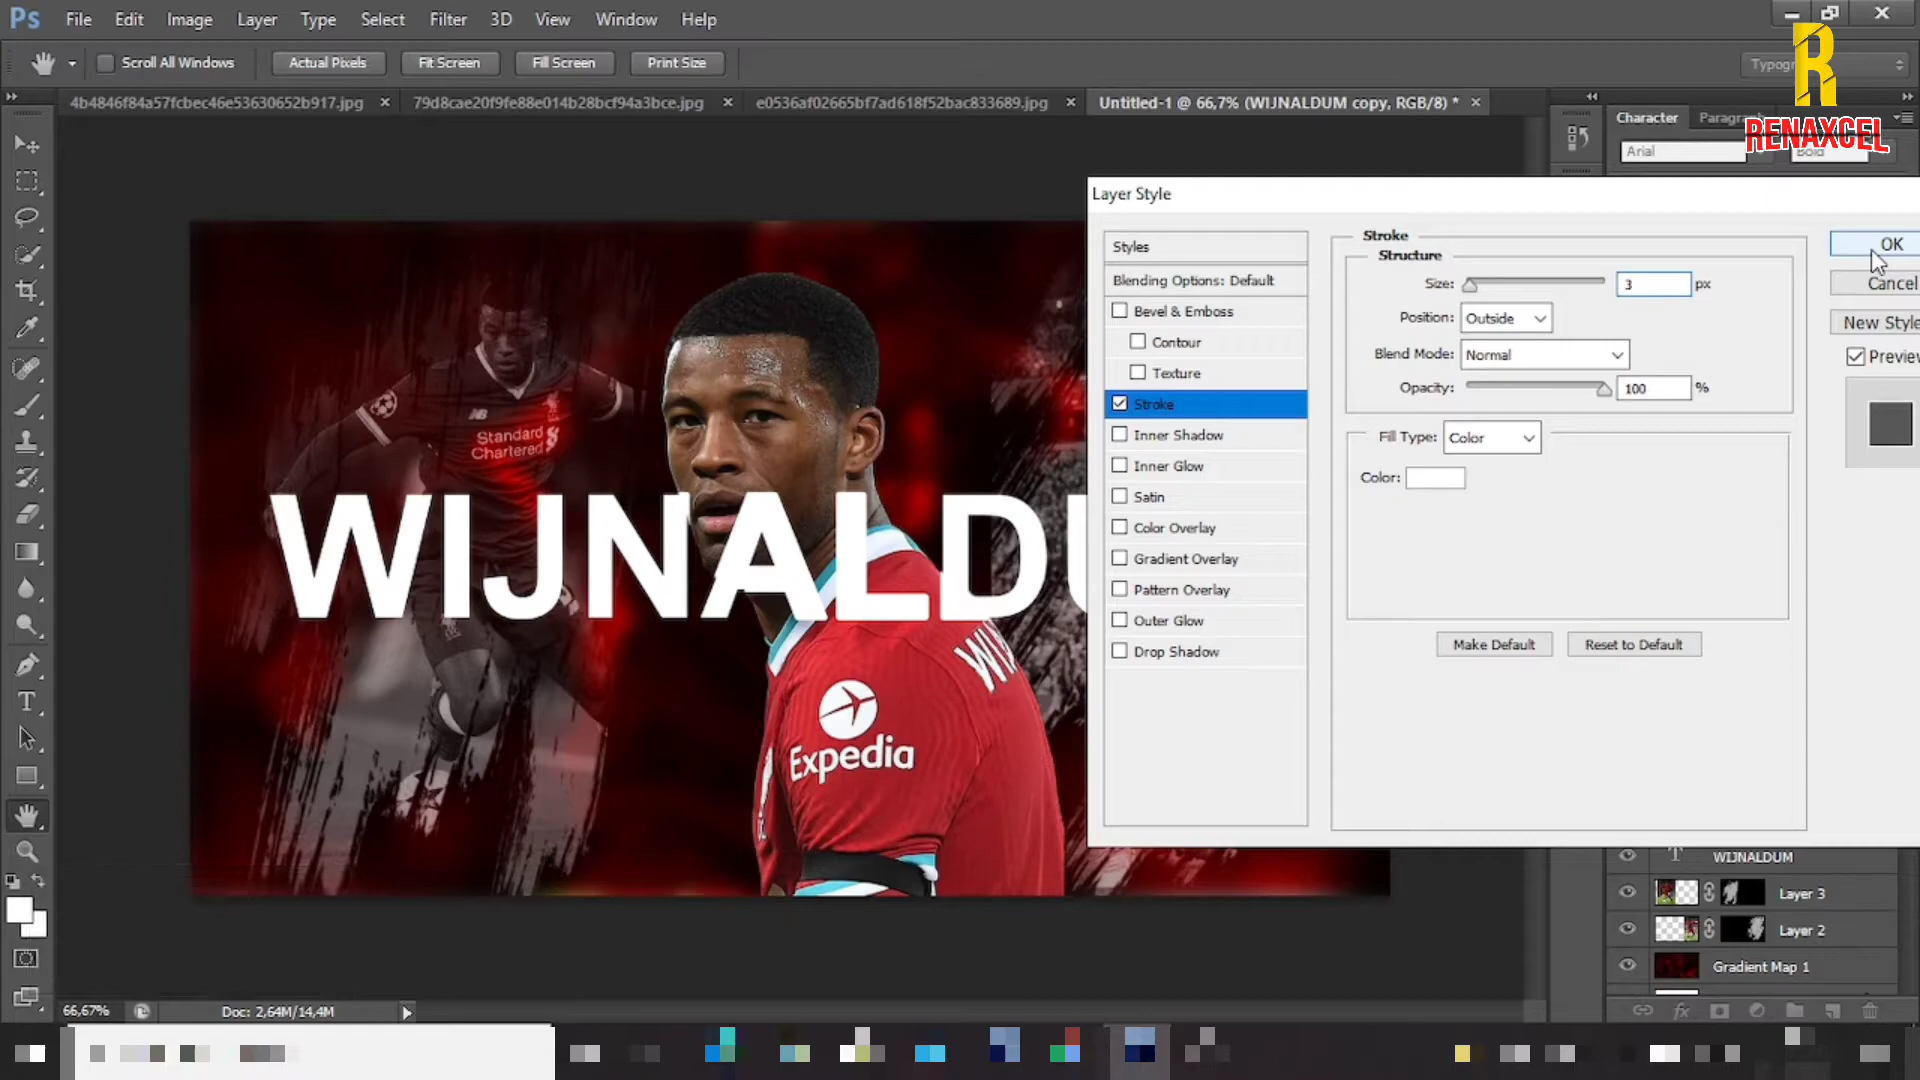 Ps File Edit Image Layer Type Select Filter 3D View Window Help
Scroll All Windows Actual Pixels Fit Screen Fill Screen Print Size
R
RENAXCEL
4b4846f84a57fcbec46e53630652b917.jpg × 79d8cae20f9fe88e014b28bcf94a3bce.jpg × e0536af02665bf7ad618f52bac833689.jpg × Untitled-1 @ 66,7% (WIJNALDUM copy, RGB/8) * ×
Character
Arial
Bold
Layer Style
Styles
Blending Options: Default
Bevel & Emboss
Contour
Texture
Stroke
Inner Shadow
Inner Glow
Satin
Color Overlay
Gradient Overlay
Pattern Overlay
Outer Glow
Drop Shadow
Stroke
Structure
Size: 3 px
Position: Outside
Blend Mode: Normal
Opacity: 100 %
Fill Type: Color
Color:
Make Default Reset to Default
OK
Cancel
New Style
Preview
Standard
Chartered
WIJNALDU
Expedia
WIJNALDUM
Layer 3
Layer 2
Gradient Map 1
fx
66,67% Doc: 2,64M/14,4M